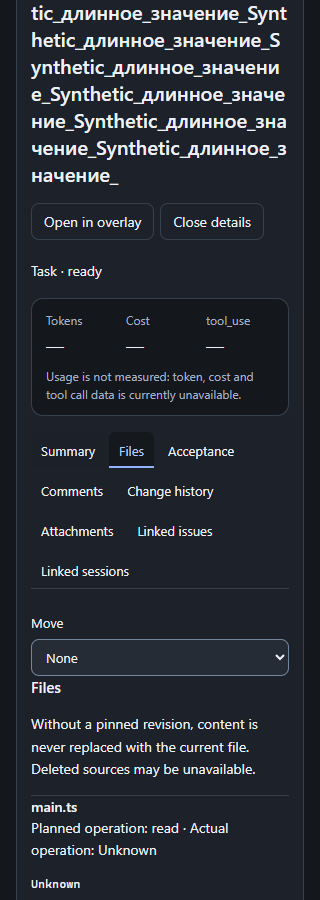 tic_длинное_значение_Synt
hetic_длинное_значение_S
ynthetic_длинное_значени
е_Synthetic_длинное_значе
ние_Synthetic_длинное_зна
чение_Synthetic_длинное_з
начение_
Open in overlay Close details
Task · ready
Tokens Cost tool_use
— — —
Usage is not measured: token, cost and
tool call data is currently unavailable.
Summary Files Acceptance
Comments Change history
Attachments Linked issues
Linked sessions
Move
None
Files
Without a pinned revision, content is
never replaced with the current file.
Deleted sources may be unavailable.
main.ts
Planned operation: read · Actual
operation: Unknown
Unknown